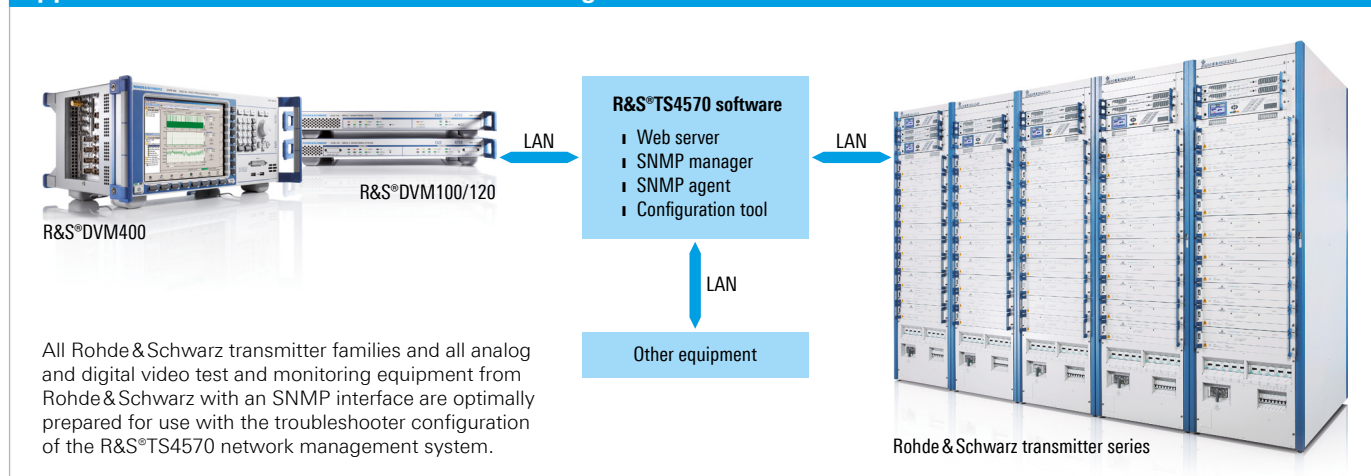 R&S®TS4570 software
Web server
SNMP manager
SNMP agent
Configuration tool
LAN
LAN
LAN
Other equipment
R&S®DVM100/120
R&S®DVM400
All Rohde & Schwarz transmitter families and all analog
and digital video test and monitoring equipment from
Rohde & Schwarz with an SNMP interface are optimally
prepared for use with the troubleshooter configuration
of the R&S®TS4570 network management system.
Rohde & Schwarz transmitter series